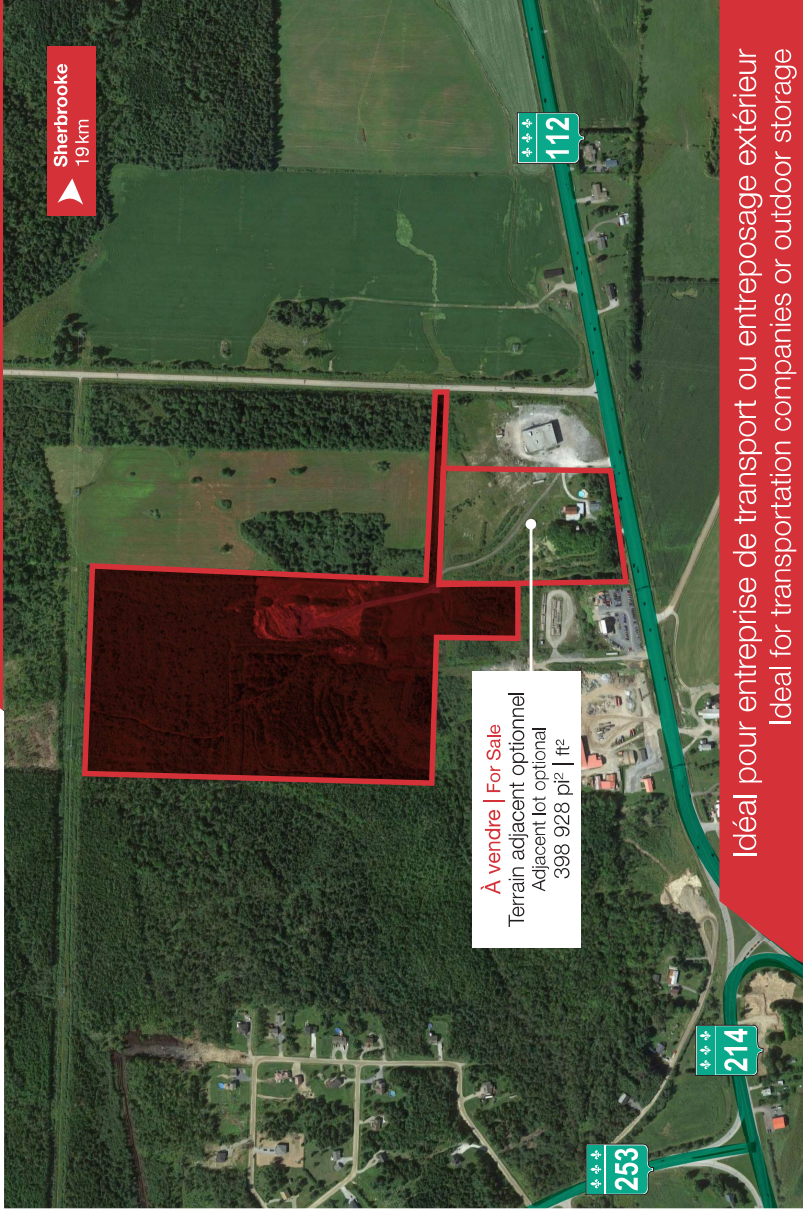 Sherbrooke
19 km
112
À vendre | For Sale
Terrain adjacent optionnel
Adjacent lot optional
398 928 pi² | ft²
214
253
Idéal pour entreprise de transport ou entreposage extérieur
Ideal for transportation companies or outdoor storage